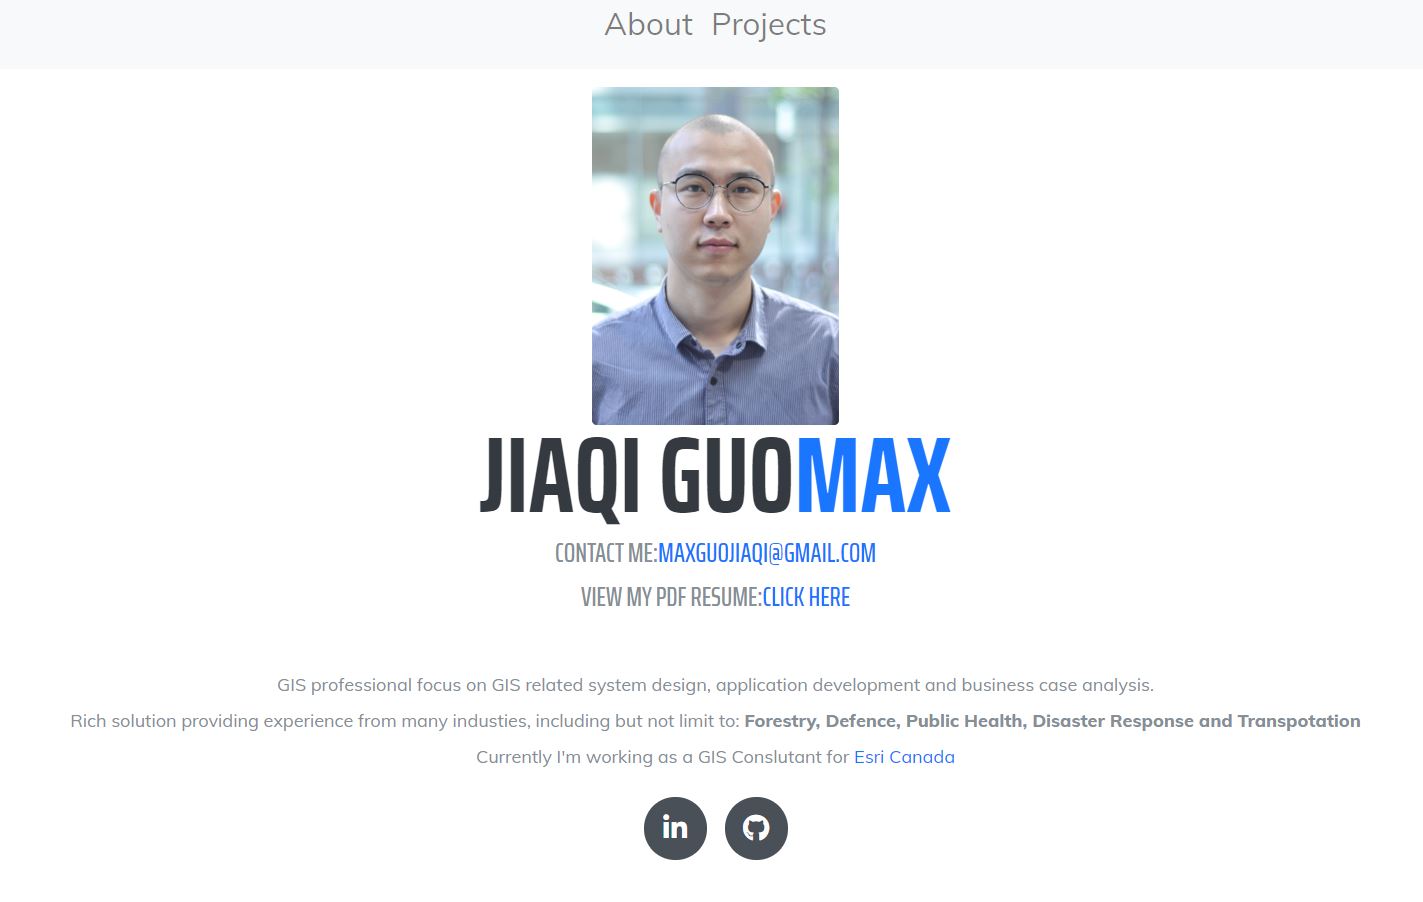 About Projects
JIAQI GUOMAX
CONTACT ME:MAXGUOJIAQI@GMAIL.COM
VIEW MY PDF RESUME:CLICK HERE
GIS professional focus on GIS related system design, application development and business case analysis.
Rich solution providing experience from many industies, including but not limit to: Forestry, Defence, Public Health, Disaster Response and Transpotation
Currently I'm working as a GIS Conslutant for Esri Canada
in